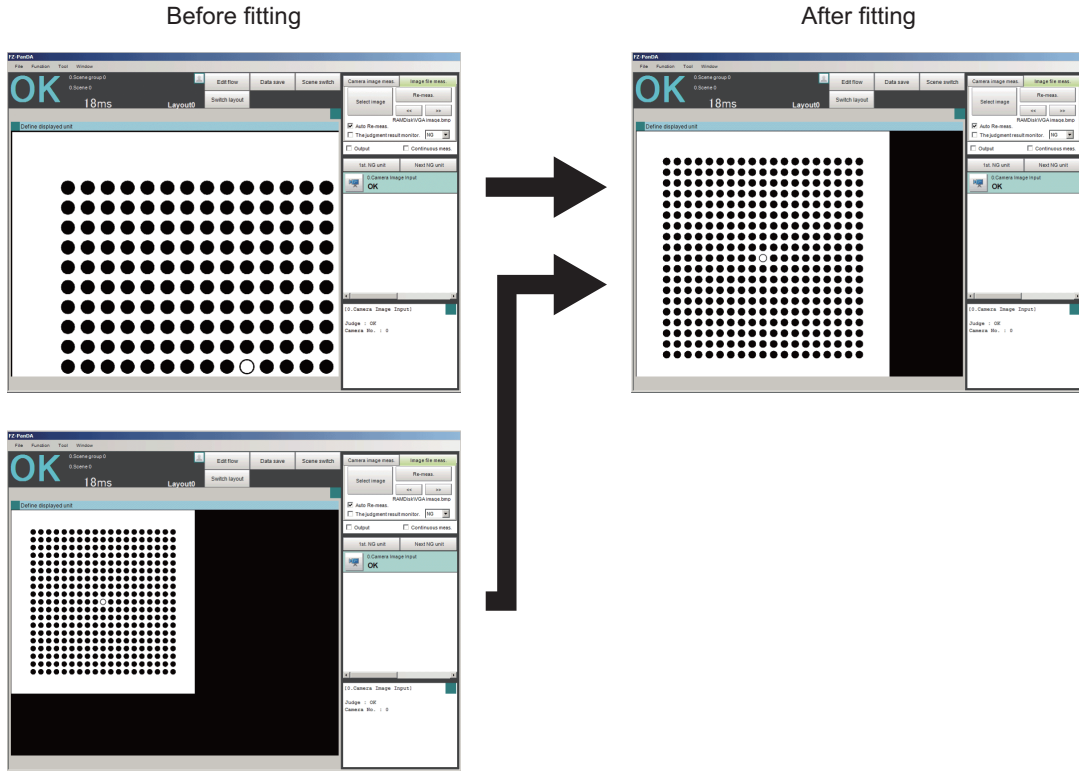 Before fitting
After fitting
FZ-PanDA
File Function Tool Window
OK
0.Scene group 0
0.Scene 0
18ms
Layout0
Edit flow
Data save
Scene switch
Switch layout
Define displayed unit
Camera image meas.
Image file meas.
Select image
Re-meas.
<<
>>
RAMDisk\VGA image.bmp
Auto Re-meas.
The judgment result monitor.
NG
Output
Continuous meas.
1st. NG unit
Next NG unit
0.Camera Image Input
OK
[0.Camera Image Input]
Judge : OK
Camera No. : 0
FZ-PanDA
File Function Tool Window
OK
0.Scene group 0
0.Scene 0
18ms
Layout0
Edit flow
Data save
Scene switch
Switch layout
Define displayed unit
Camera image meas.
Image file meas.
Select image
Re-meas.
<<
>>
RAMDisk\VGA image.bmp
Auto Re-meas.
The judgment result monitor.
NG
Output
Continuous meas.
1st. NG unit
Next NG unit
0.Camera Image Input
OK
[0.Camera Image Input]
Judge : OK
Camera No. : 0
FZ-PanDA
File Function Tool Window
OK
0.Scene group 0
0.Scene 0
18ms
Layout0
Edit flow
Data save
Scene switch
Switch layout
Define displayed unit
Camera image meas.
Image file meas.
Select image
Re-meas.
<<
>>
RAMDisk\VGA image.bmp
Auto Re-meas.
The judgment result monitor.
NG
Output
Continuous meas.
1st. NG unit
Next NG unit
0.Camera Image Input
OK
[0.Camera Image Input]
Judge : OK
Camera No. : 0